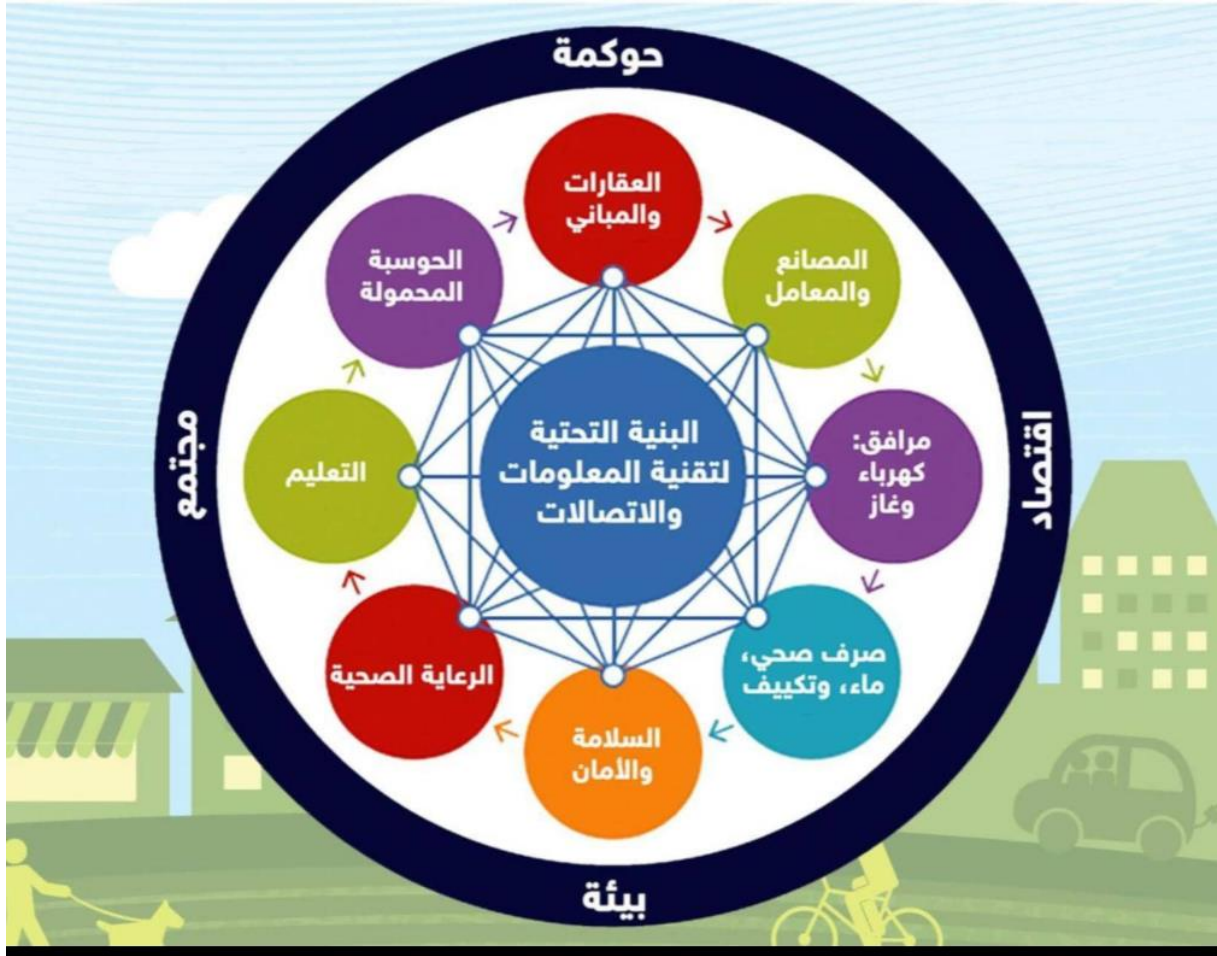 حوكمة
العقارات
والمباني
المصانع
والمعامل
مرافق:
كهرباء
وغاز
صرف صحي،
ماء، وتكييف
السلامة
والأمان
الرعاية الصحية
التعليم
الحوسبة
المحمولة
البنية التحتية
لتقنية المعلومات
والاتصالات
اقتصاد
بيئة
مجتمع